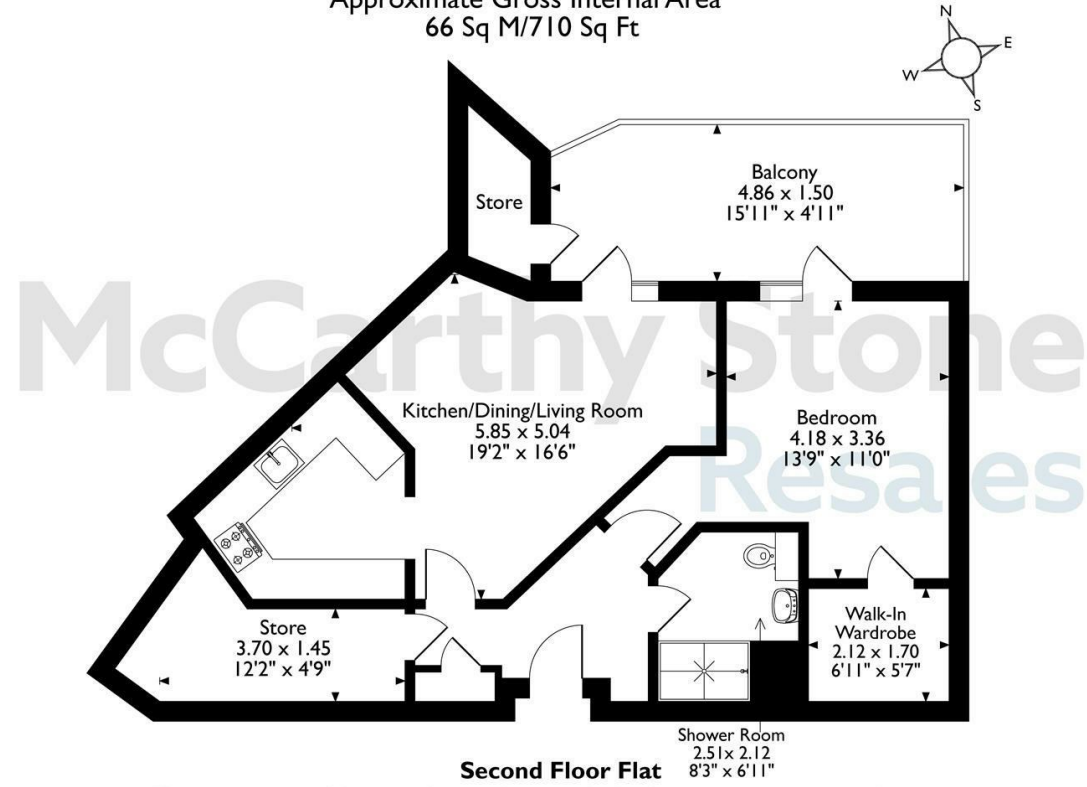 Approximate Gross Internal Area
66 Sq M/710 Sq Ft
N
E
W
S
Balcony
4.86 x 1.50
15'11" x 4'11"
Store
McCarthy Stone
Resales
Kitchen/Dining/Living Room
5.85 x 5.04
19'2" x 16'6"
Bedroom
4.18 x 3.36
13'9" x 11'0"
Store
3.70 x 1.45
12'2" x 4'9"
Walk-In
Wardrobe
2.12 x 1.70
6'11" x 5'7"
Shower Room
2.51x 2.12
8'3" x 6'11"
Second Floor Flat